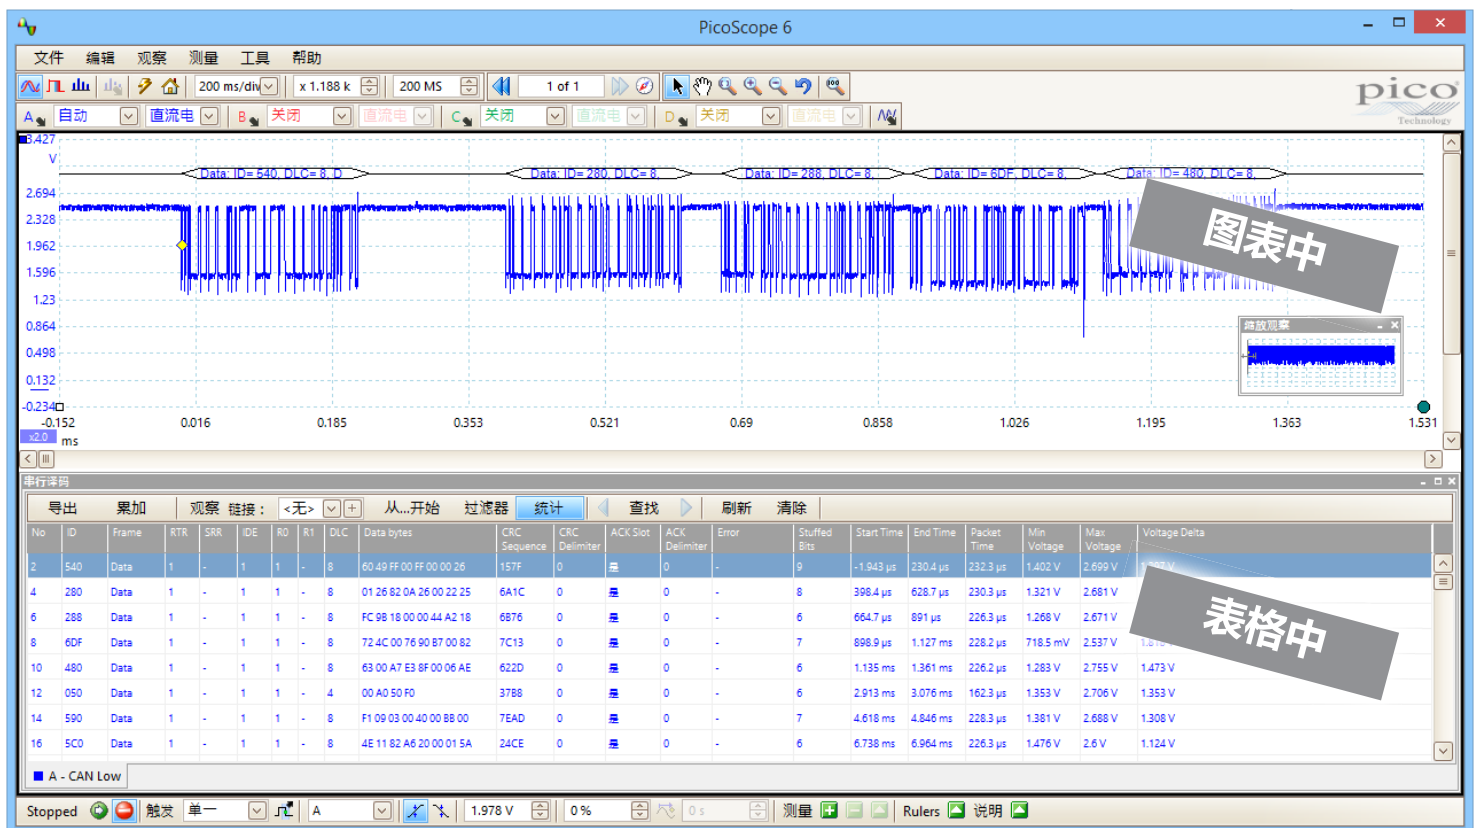 PicoScope 6
文件 编辑 观察 测量 工具 帮助
200 ms/div x 1.188 k 200 MS 1 of 1
pico
Technology
A 自动 直流电 B 关闭 直流电 C 关闭 直流电 D 关闭 直流电
3.427
V
Data: ID= 540, DLC= 8, D Data: ID= 280, DLC= 8, Data: ID= 288, DLC= 8, Data: ID= 6DF, DLC= 8, Data: ID= 480, DLC= 8,
2.694
2.328
1.962
1.596
1.23
0.864
0.498
0.132
-0.234
图表中
缩放观察
-0.152 0.016 0.185 0.353 0.521 0.69 0.858 1.026 1.195 1.363 1.531
x2.0 ms
串行译码
导出 累加 观察 链接： <无> 从...开始 过滤器 统计 查找 刷新 清除
No ID Frame RTR SRR IDE R0 R1 DLC Data bytes CRC Sequence CRC Delimiter ACK Slot ACK Delimiter Error Stuffed Bits Start Time End Time Packet Time Min Voltage Max Voltage Voltage Delta
2 540 Data 1 - 1 1 - 8 60 49 FF 00 FF 00 00 26 157F 0 是 0 - 9 -1.943 µs 230.4 µs 232.3 µs 1.402 V 2.699 V
4 280 Data 1 - 1 1 - 8 01 26 82 0A 26 00 22 25 6A1C 0 是 0 - 8 398.4 µs 628.7 µs 230.3 µs 1.321 V 2.681 V
6 288 Data 1 - 1 1 - 8 FC 9B 18 00 00 44 A2 18 6B76 0 是 0 - 6 664.7 µs 891 µs 226.3 µs 1.268 V 2.671 V
8 6DF Data 1 - 1 1 - 8 72 4C 00 76 90 B7 00 82 7C13 0 是 0 - 7 898.9 µs 1.127 ms 228.2 µs 718.5 mV 2.537 V
10 480 Data 1 - 1 1 - 8 63 00 A7 E3 8F 00 06 AE 622D 0 是 0 - 6 1.135 ms 1.361 ms 226.2 µs 1.283 V 2.755 V 1.473 V
12 050 Data 1 - 1 1 - 4 00 A0 50 F0 37B8 0 是 0 - 6 2.913 ms 3.076 ms 162.3 µs 1.353 V 2.706 V 1.353 V
14 590 Data 1 - 1 1 - 8 F1 09 03 00 40 00 BB 00 7EAD 0 是 0 - 7 4.618 ms 4.846 ms 228.3 µs 1.381 V 2.688 V 1.308 V
16 5C0 Data 1 - 1 1 - 8 4E 11 82 A6 20 00 01 5A 24CE 0 是 0 - 6 6.738 ms 6.964 ms 226.3 µs 1.476 V 2.6 V 1.124 V
表格中
A - CAN Low
Stopped 触发 单一 A 1.978 V 0 % 0 s 测量 Rulers 说明